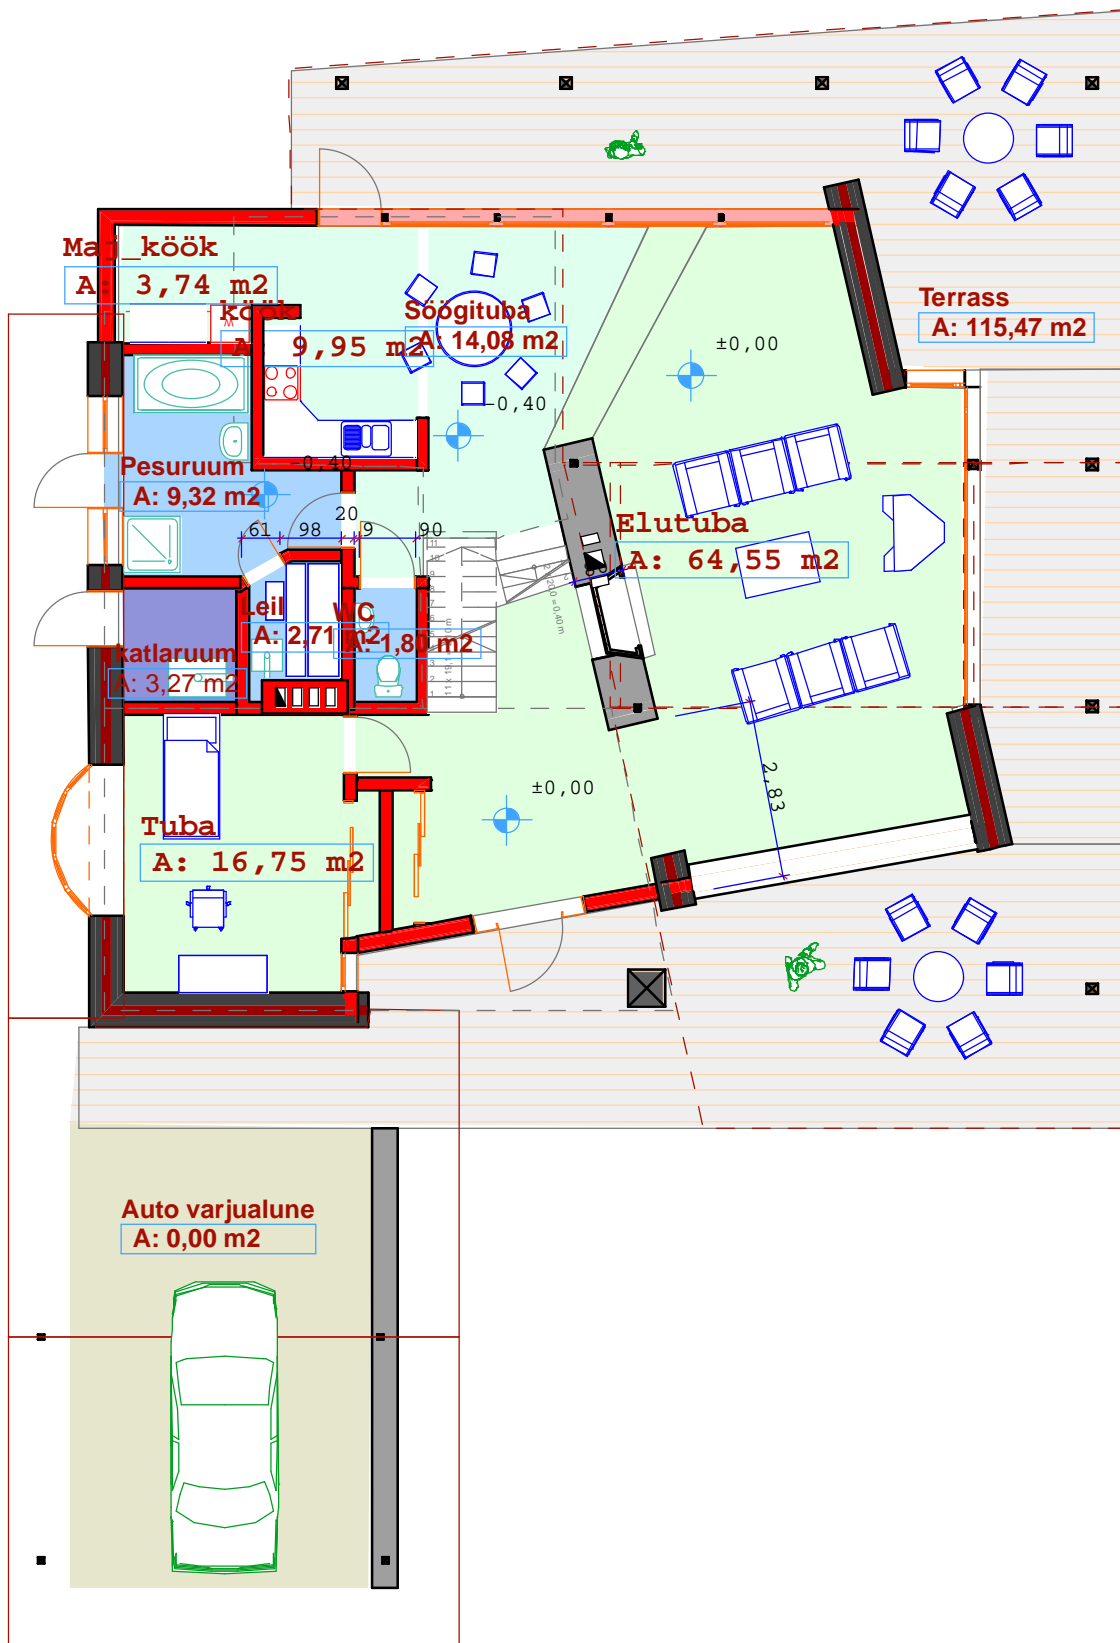 Maj_köök
A: 3,74 m2
köök
A: 9,95 m2
Söögituba
A: 14,08 m2
Terrass
A: 115,47 m2
±0,00
-0,40
Pesuruum
A: 9,32 m2
-0,40
61 98 20 9 90
Elutuba
A: 64,55 m2
Leil
A: 2,71 m2
WC
A: 1,80 m2
katlaruum
A: 3,27 m2
±0,00
2,83
Tuba
A: 16,75 m2
Auto varjualune
A: 0,00 m2